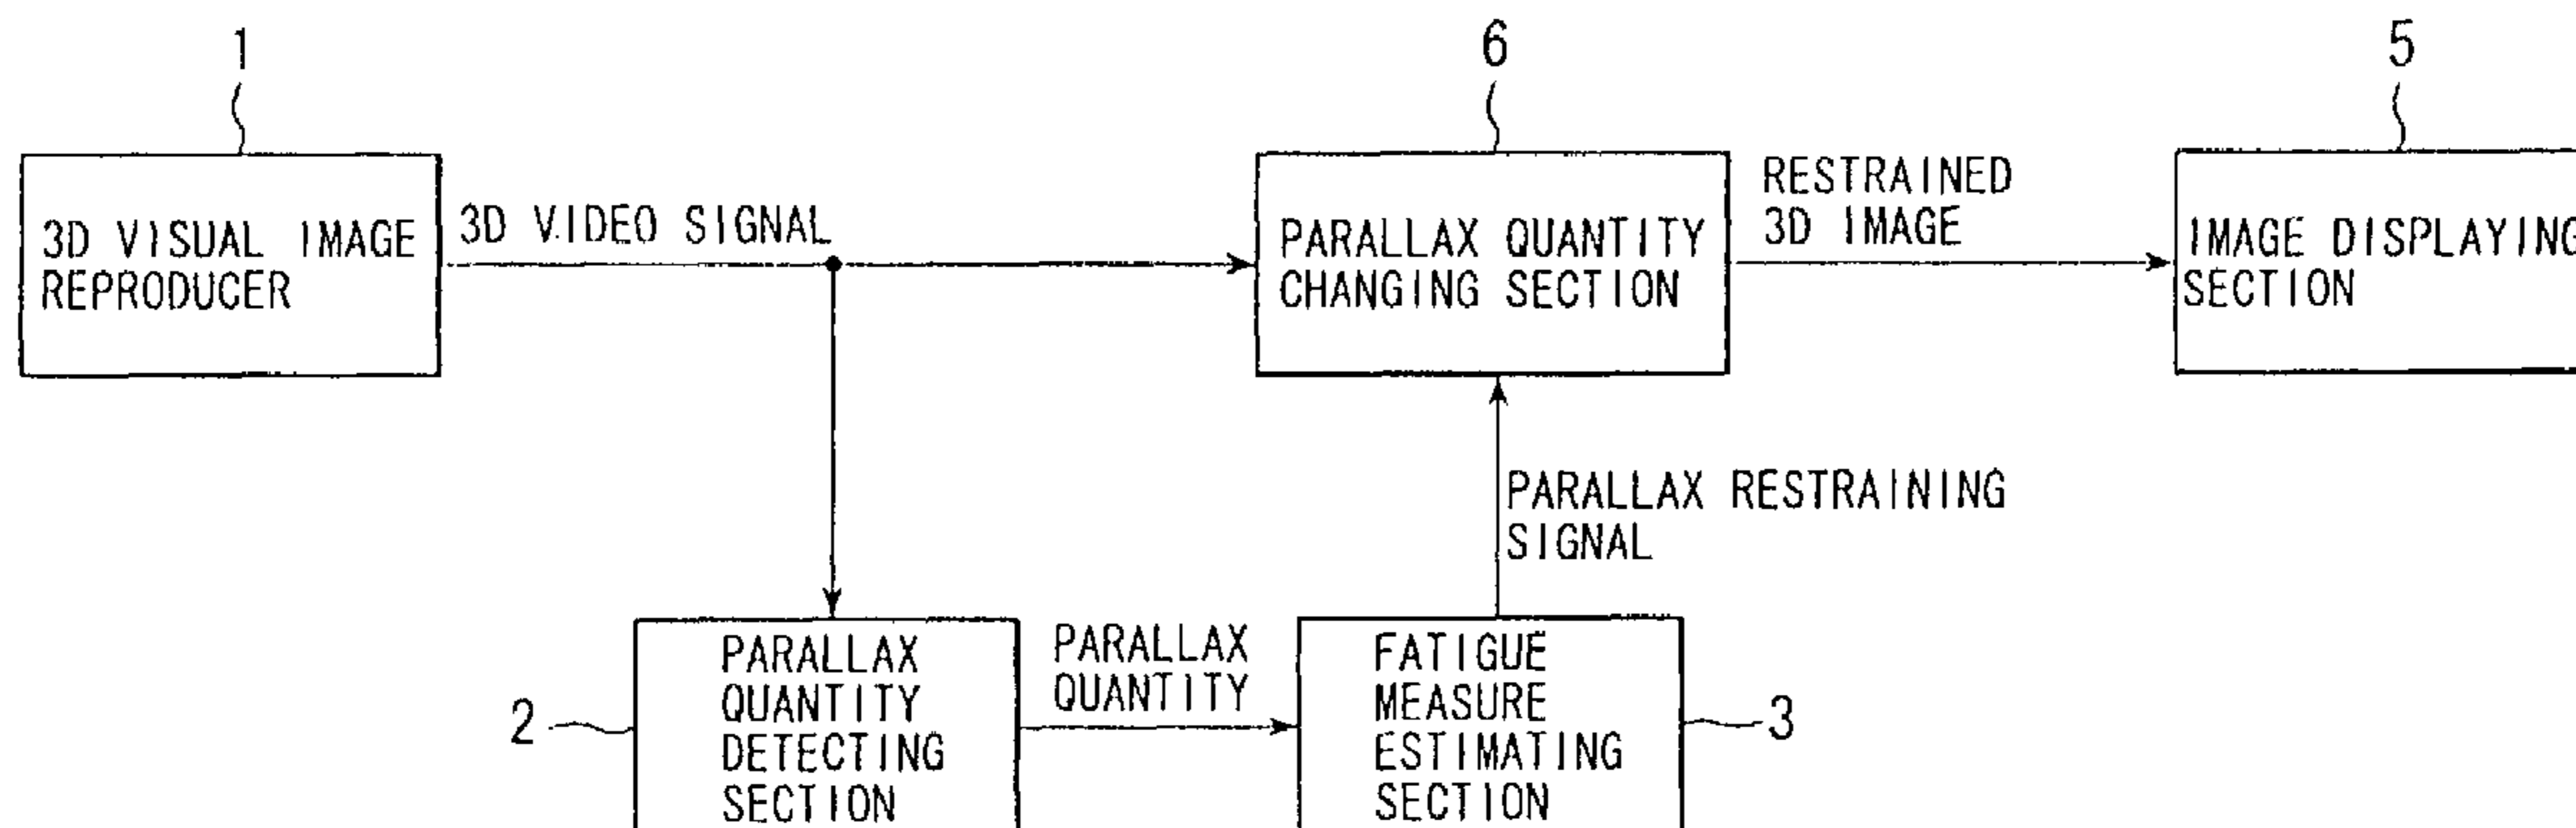 1
6
5
3D VISUAL IMAGE
REPRODUCER
3D VIDEO SIGNAL
PARALLAX QUANTITY
CHANGING SECTION
RESTRAINED
3D IMAGE
IMAGE DISPLAYING
SECTION
PARALLAX RESTRAINING
SIGNAL
2
PARALLAX
QUANTITY
DETECTING
SECTION
PARALLAX
QUANTITY
FATIGUE
MEASURE
ESTIMATING
SECTION
3